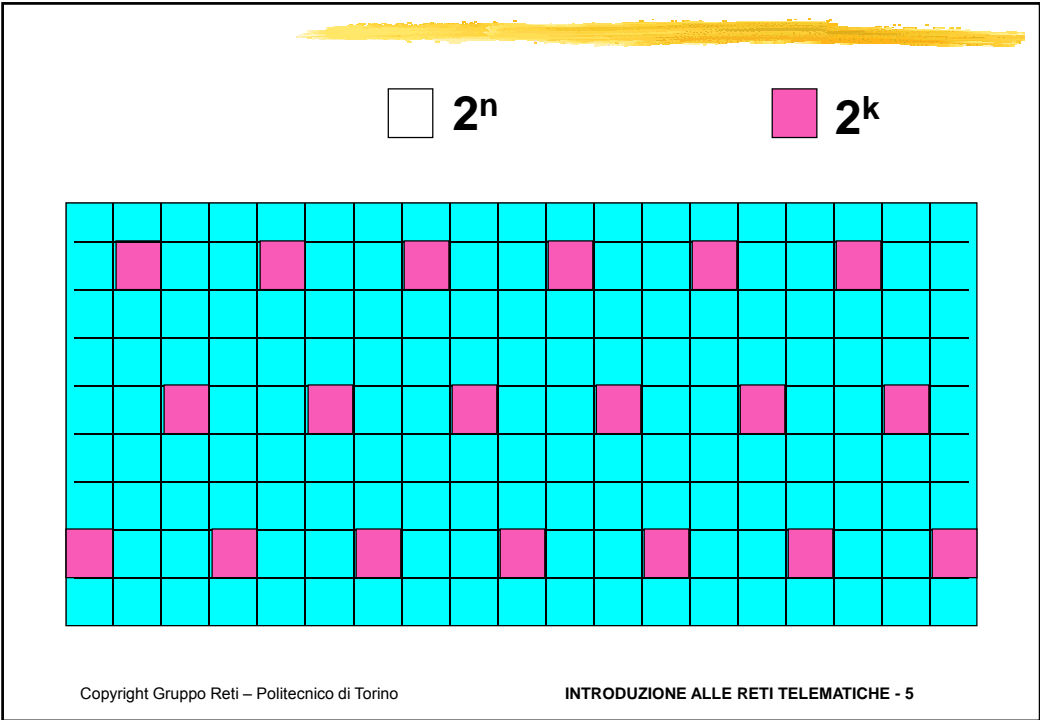 2ⁿ 2ᵏ
Copyright Gruppo Reti – Politecnico di Torino INTRODUZIONE ALLE RETI TELEMATICHE - 5